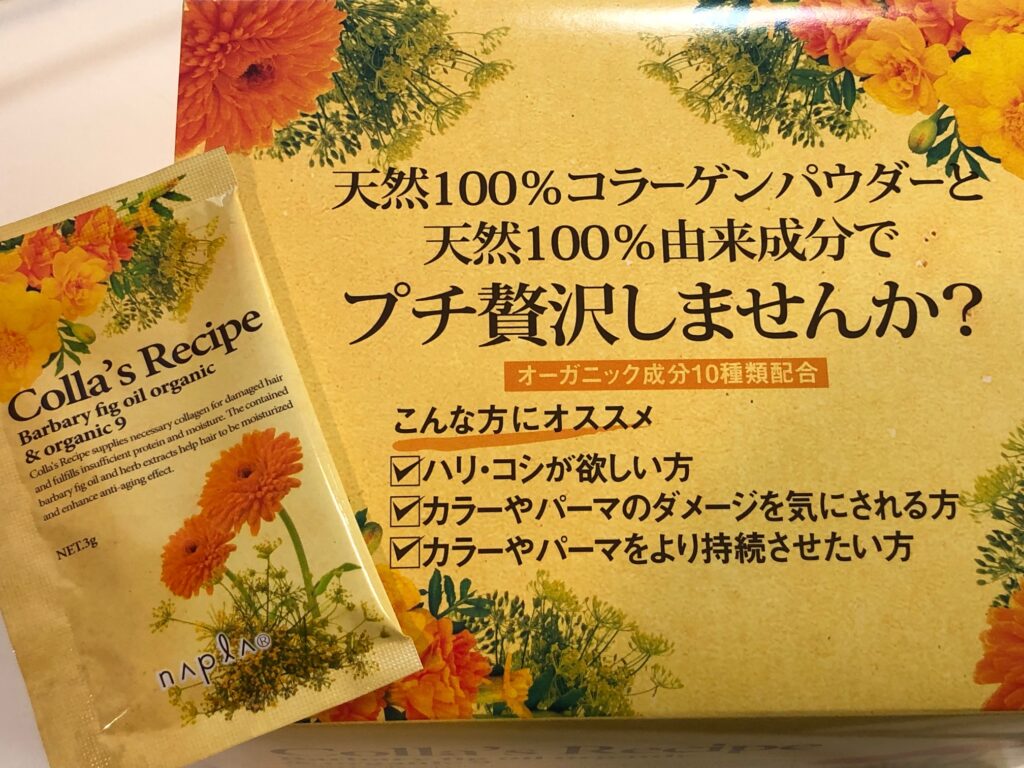 天然100%コラーゲンパウダーと
天然100%由来成分で
プチ贅沢しませんか?
オーガニック成分10種類配合
こんな方にオススメ
ハリ・コシが欲しい方
カラーやパーマのダメージを気にされる方
カラーやパーマをより持続させたい方
Colla's Recipe
Barbary fig oil organic
& organic 9
Colla's Recipe supplies necessary collagen for damaged hair
and fulfills insufficient protein and moisture. The contained
barbary fig oil and herb extracts help hair to be moisturized
and enhance anti-aging effect.
NET.3g
napla®
Colla's Recipe